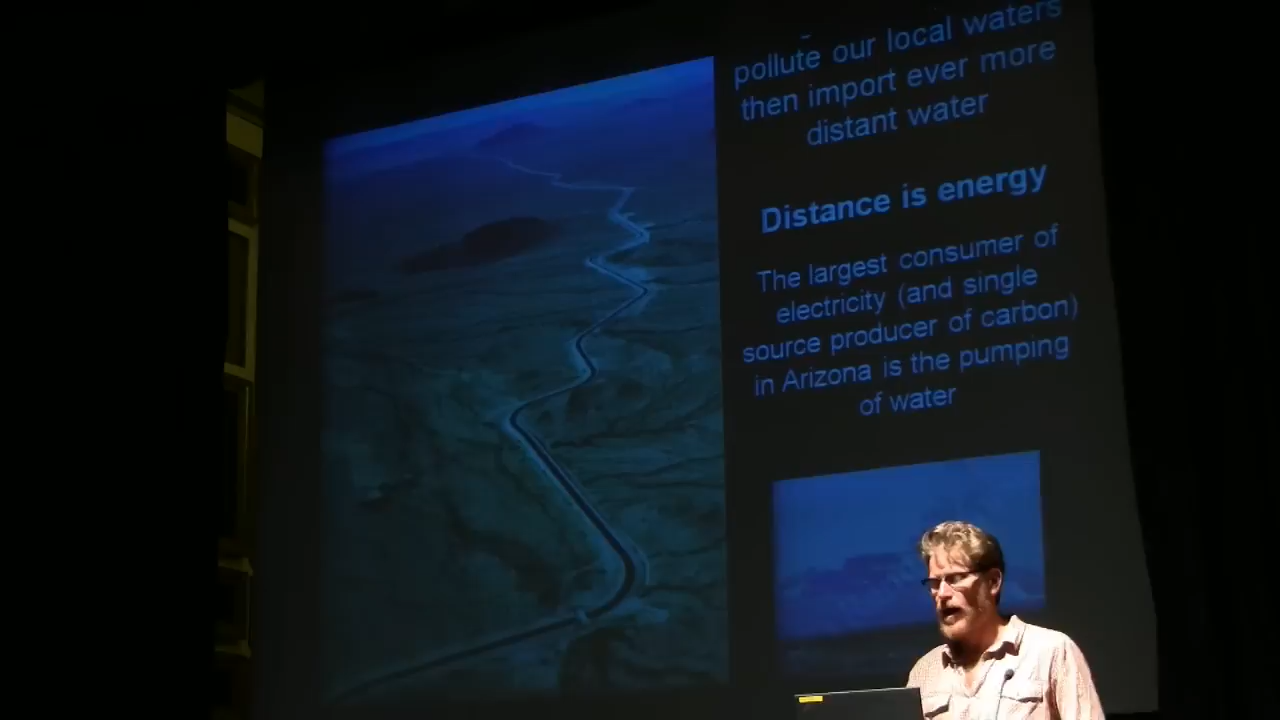 pollute our local waters
then import ever more
distant water
Distance is energy
The largest consumer of
electricity (and single
source producer of carbon)
in Arizona is the pumping
of water